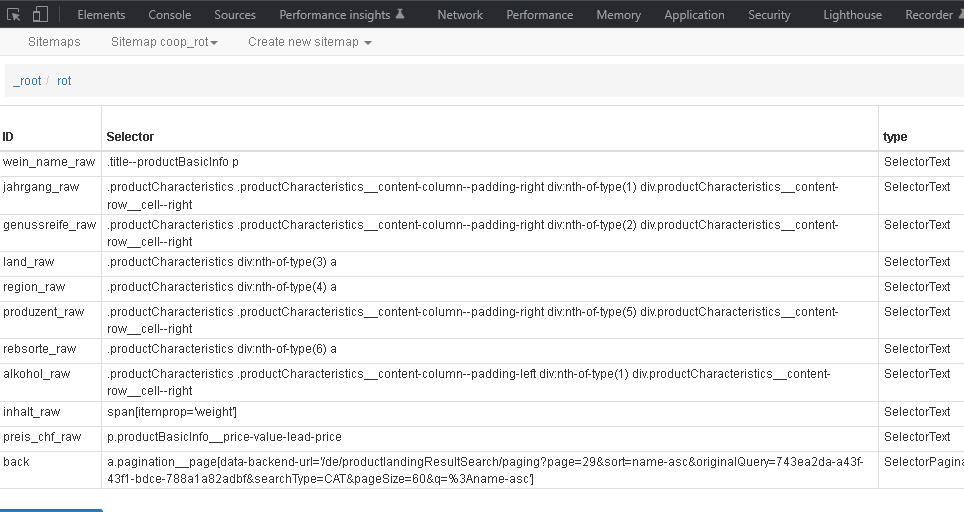 Elements Console Sources Performance insights Network Performance Memory Application Security Lighthouse Recorder
Sitemaps Sitemap coop_rot Create new sitemap
_root / rot
ID Selector type
wein_name_raw .title--productBasicInfo p SelectorText
jahrgang_raw .productCharacteristics .productCharacteristics__content-column--padding-right div:nth-of-type(1) div.productCharacteristics__content- SelectorText
row__cell--right
genussreife_raw .productCharacteristics .productCharacteristics__content-column--padding-right div:nth-of-type(2) div.productCharacteristics__content- SelectorText
row__cell--right
land_raw .productCharacteristics div:nth-of-type(3) a SelectorText
region_raw .productCharacteristics div:nth-of-type(4) a SelectorText
produzent_raw .productCharacteristics .productCharacteristics__content-column--padding-right div:nth-of-type(5) div.productCharacteristics__content- SelectorText
row__cell--right
rebsorte_raw .productCharacteristics div:nth-of-type(6) a SelectorText
alkohol_raw .productCharacteristics .productCharacteristics__content-column--padding-left div:nth-of-type(1) div.productCharacteristics__content- SelectorText
row__cell--right
inhalt_raw span[itemprop='weight'] SelectorText
preis_chf_raw p.productBasicInfo__price-value-lead-price SelectorText
back a.pagination__page[data-backend-url='/de/productlandingResultSearch/paging?page=29&sort=name-asc&originalQuery=743ea2da-a43f- SelectorPagina
43f1-bdce-788a1a82adbf&searchType=CAT&pageSize=60&q=%3Aname-asc']